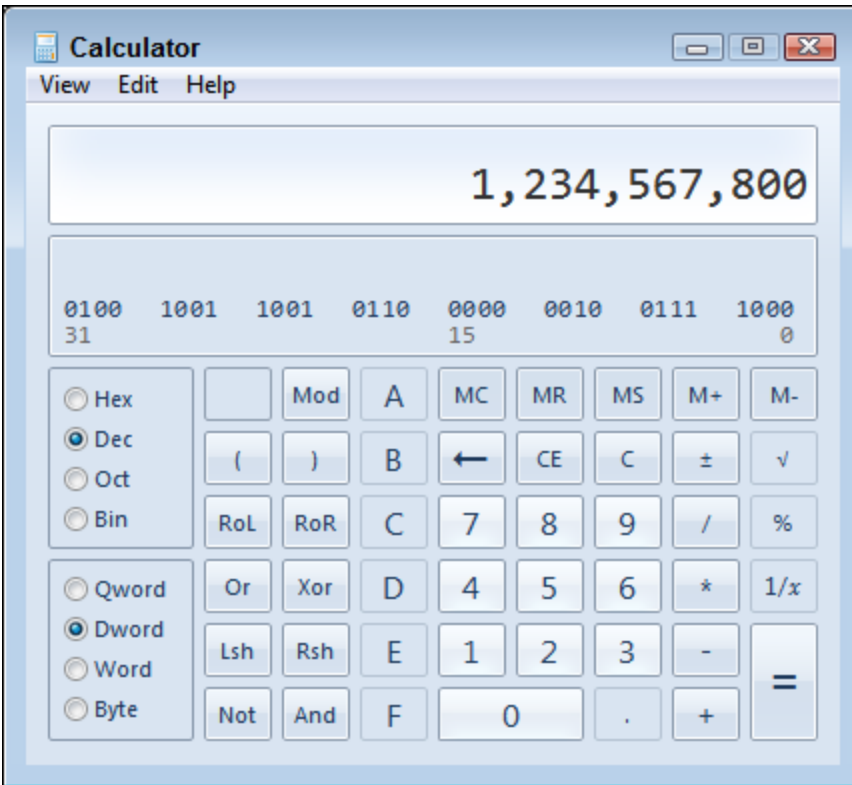 Calculator
View Edit Help
1,234,567,800
0100 1001 1001 0110 0000 0010 0111 1000
31 15 0
Hex Mod A MC MR MS M+ M-
Dec ( ) B ← CE C ± √
Oct
Bin RoL RoR C 7 8 9 / %
Qword Or Xor D 4 5 6 * 1/x
Dword Lsh Rsh E 1 2 3 - =
Word
Byte Not And F 0 . +